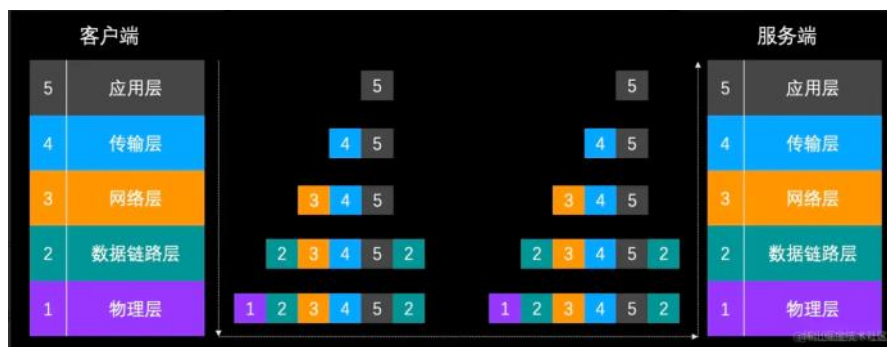 客户端 服务端
5 应用层 5 5 5 应用层
4 传输层 4 5 4 5 4 传输层
3 网络层 3 4 5 3 4 5 3 网络层
2 数据链路层 2 3 4 5 2 2 3 4 5 2 2 数据链路层
1 物理层 1 2 3 4 5 2 1 2 3 4 5 2 1 物理层